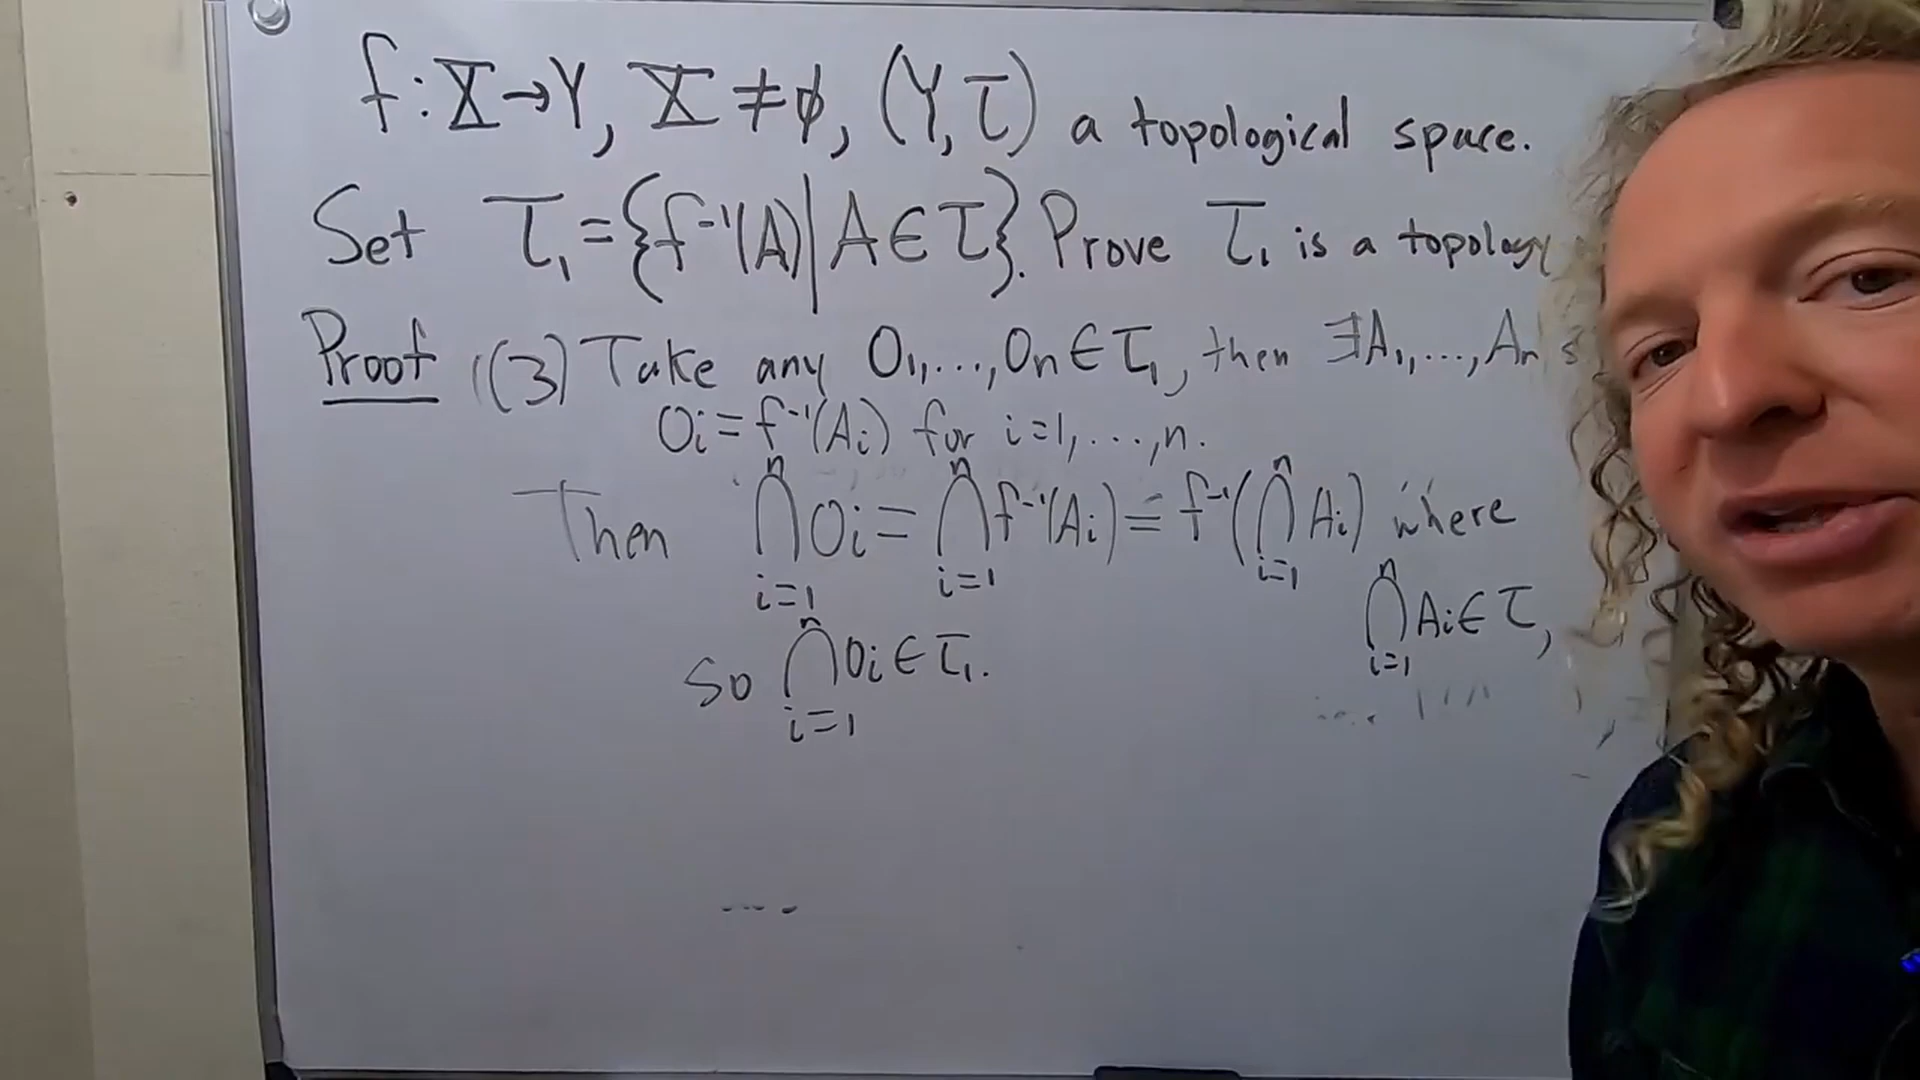 f: X → Y, X ≠ ∅, (Y, τ) a topological space.
Set τ₁ = {f⁻¹(A) | A ∈ τ}. Prove τ₁ is a topology
Proof (3) Take any O₁, ..., Oₙ ∈ τ₁, then ∃A₁, ..., Aₙ s
Oᵢ = f⁻¹(Aᵢ) for i=1, ..., n.
Then ⋂ᵢ₌₁ⁿ Oᵢ = ⋂ᵢ₌₁ⁿ f⁻¹(Aᵢ) = f⁻¹(⋂ᵢ₌₁ⁿ Aᵢ) where
⋂ᵢ₌₁ⁿ Aᵢ ∈ τ,
So ⋂ᵢ₌₁ⁿ Oᵢ ∈ τ₁.